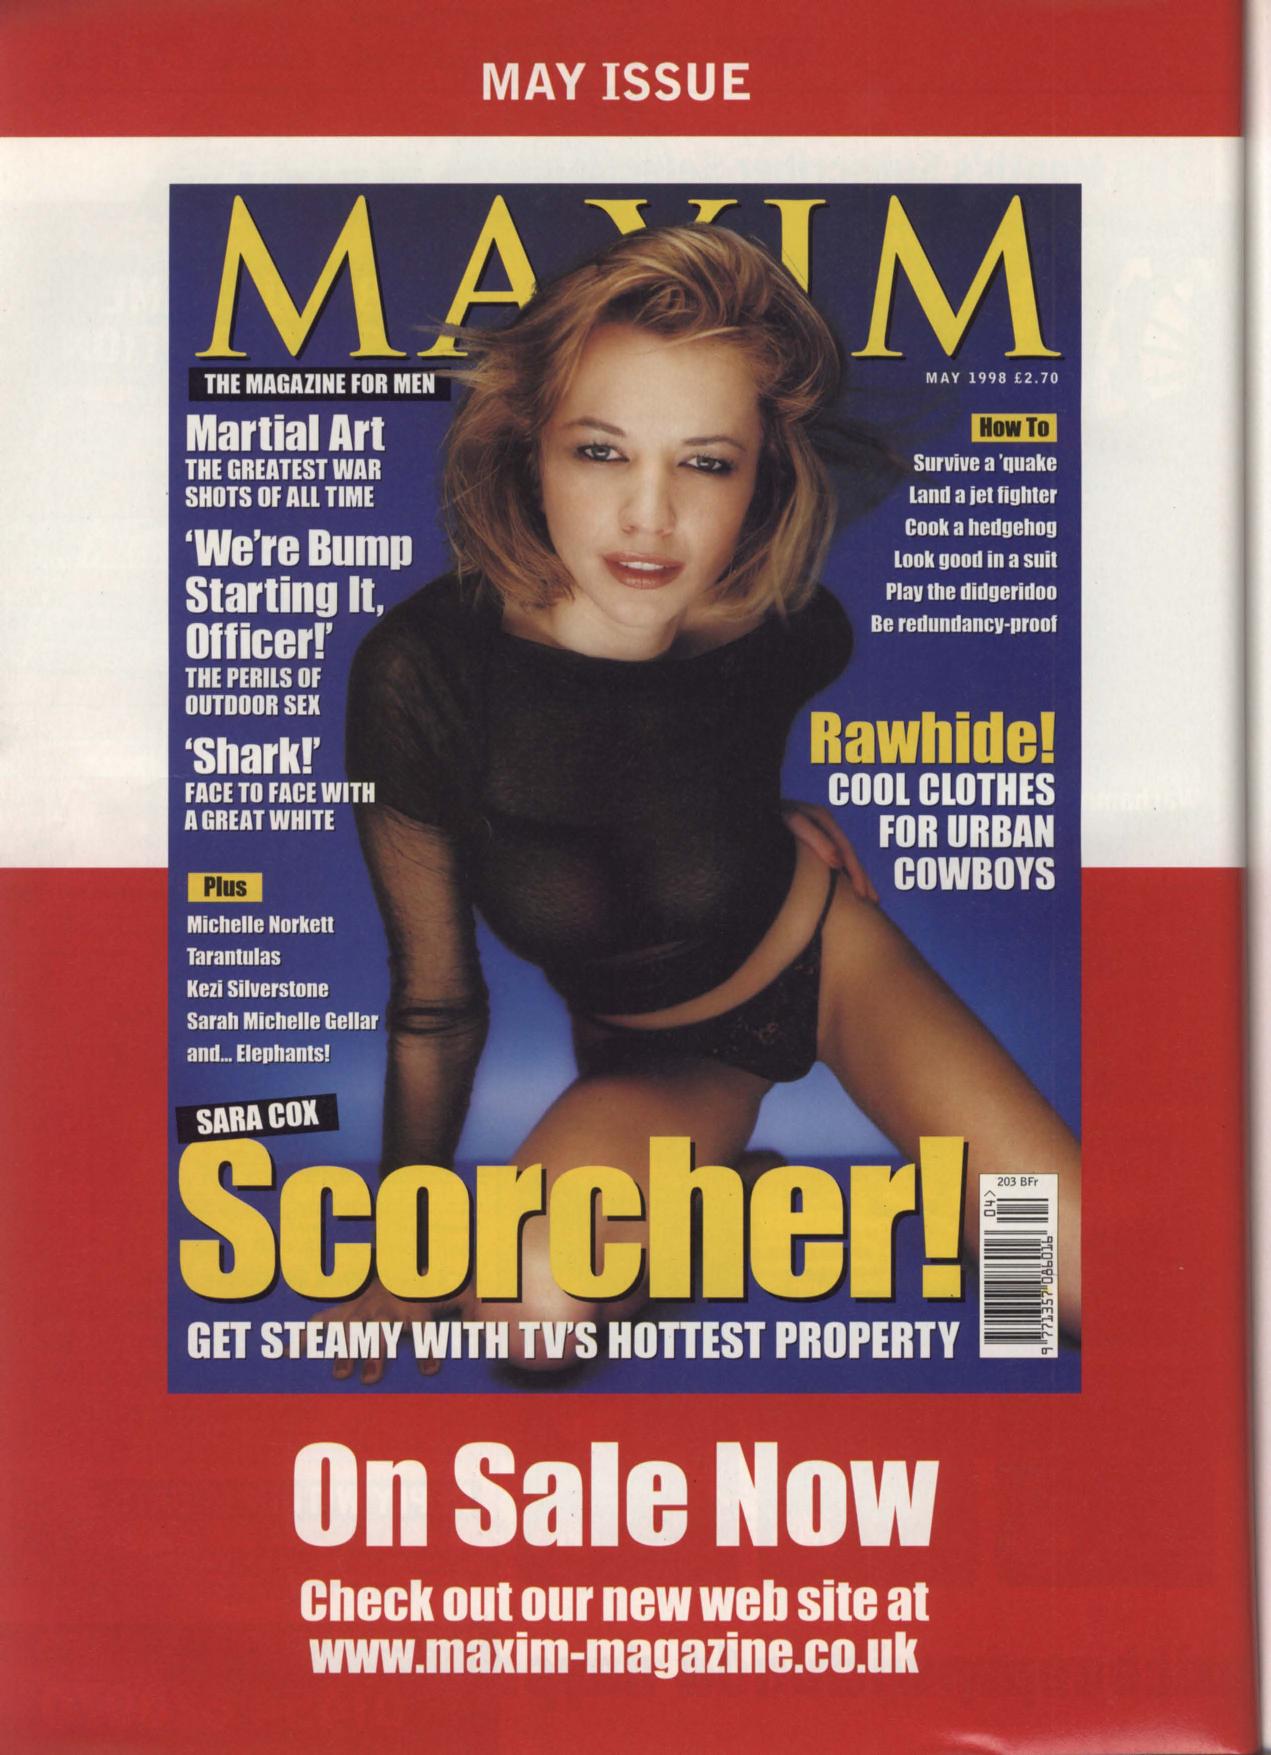 MAY ISSUE
MAXIM
THE MAGAZINE FOR MEN
MAY 1998 £2.70
Martial Art
THE GREATEST WAR
SHOTS OF ALL TIME
‘We’re Bump
Starting It,
Officer!’
THE PERILS OF
OUTDOOR SEX
‘Shark!’
FACE TO FACE WITH
A GREAT WHITE
Plus
Michelle Norkett
Tarantulas
Kezi Silverstone
Sarah Michelle Gellar
and... Elephants!
How To
Survive a ’quake
Land a jet fighter
Cook a hedgehog
Look good in a suit
Play the didgeridoo
Be redundancy-proof
Rawhide!
COOL CLOTHES
FOR URBAN
COWBOYS
SARA COX
Scorcher!
GET STEAMY WITH TV’S HOTTEST PROPERTY
203 BFr
04>
9 771357 086016
On Sale Now
Check out our new web site at
www.maxim-magazine.co.uk